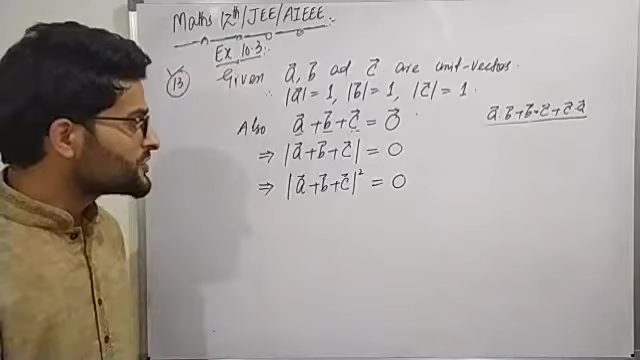 Maths 12th/JEE/AIEEE
Ex 10.3
(13) Given a⃗, b⃗ ad c⃗ are unit-vectors.
∴ |a⃗| = 1, |b⃗| = 1, |c⃗| = 1.
Also a⃗ + b⃗ + c⃗ = 0⃗
a⃗.b⃗ + b⃗.c⃗ + c⃗.a⃗
⇒ |a⃗ + b⃗ + c⃗| = 0
⇒ |a⃗ + b⃗ + c⃗|² = 0